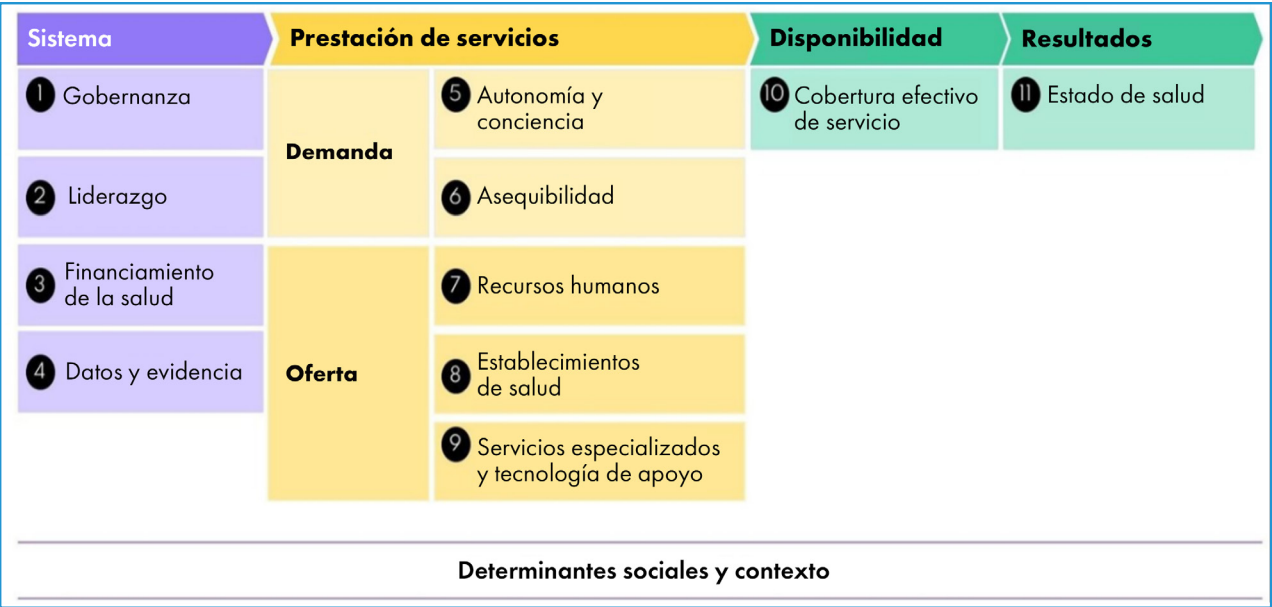 Sistema
Prestación de servicios
Disponibilidad
Resultados
1 Gobernanza
2 Liderazgo
3 Financiamiento
de la salud
4 Datos y evidencia
Demanda
5 Autonomía y
conciencia
6 Asequibilidad
Oferta
7 Recursos humanos
8 Establecimientos
de salud
9 Servicios especializados
y tecnología de apoyo
10 Cobertura efectivo
de servicio
11 Estado de salud
Determinantes sociales y contexto